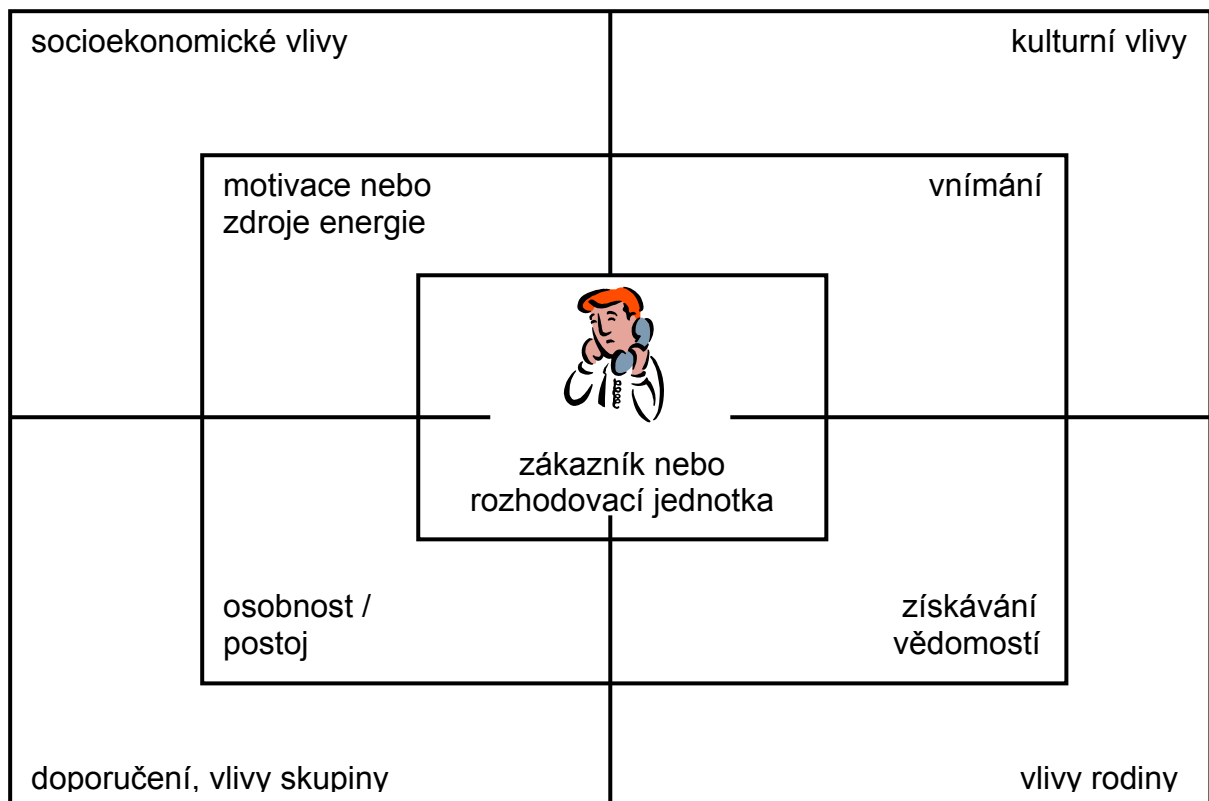 socioekonomické vlivy
kulturní vlivy
motivace nebo
zdroje energie
vnímání
zákazník nebo
rozhodovací jednotka
osobnost /
postoj
získávání
vědomostí
doporučení, vlivy skupiny
vlivy rodiny